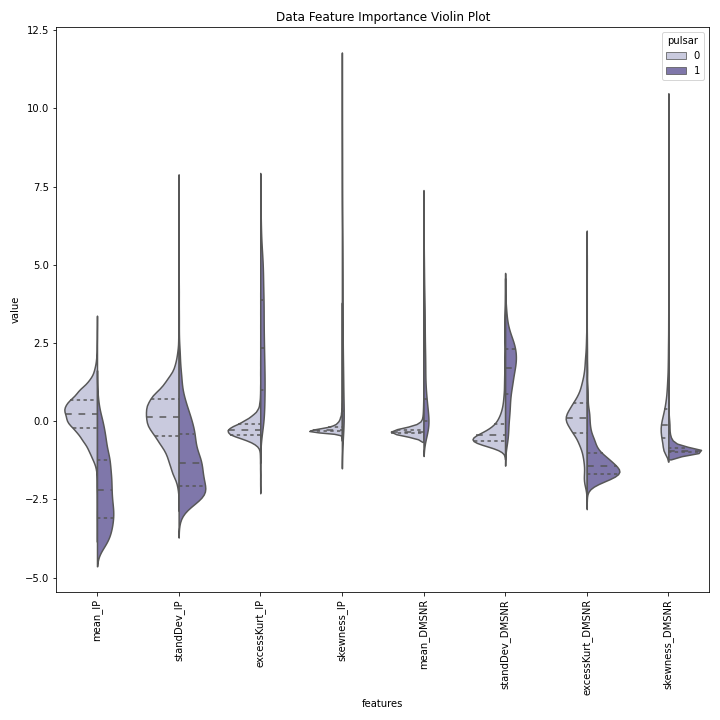 Data Feature Importance Violin Plot
pulsar
0
1
12.5
10.0
7.5
5.0
2.5
0.0
−2.5
−5.0
value
mean_IP
standDev_IP
excessKurt_IP
skewness_IP
mean_DMSNR
standDev_DMSNR
excessKurt_DMSNR
skewness_DMSNR
features